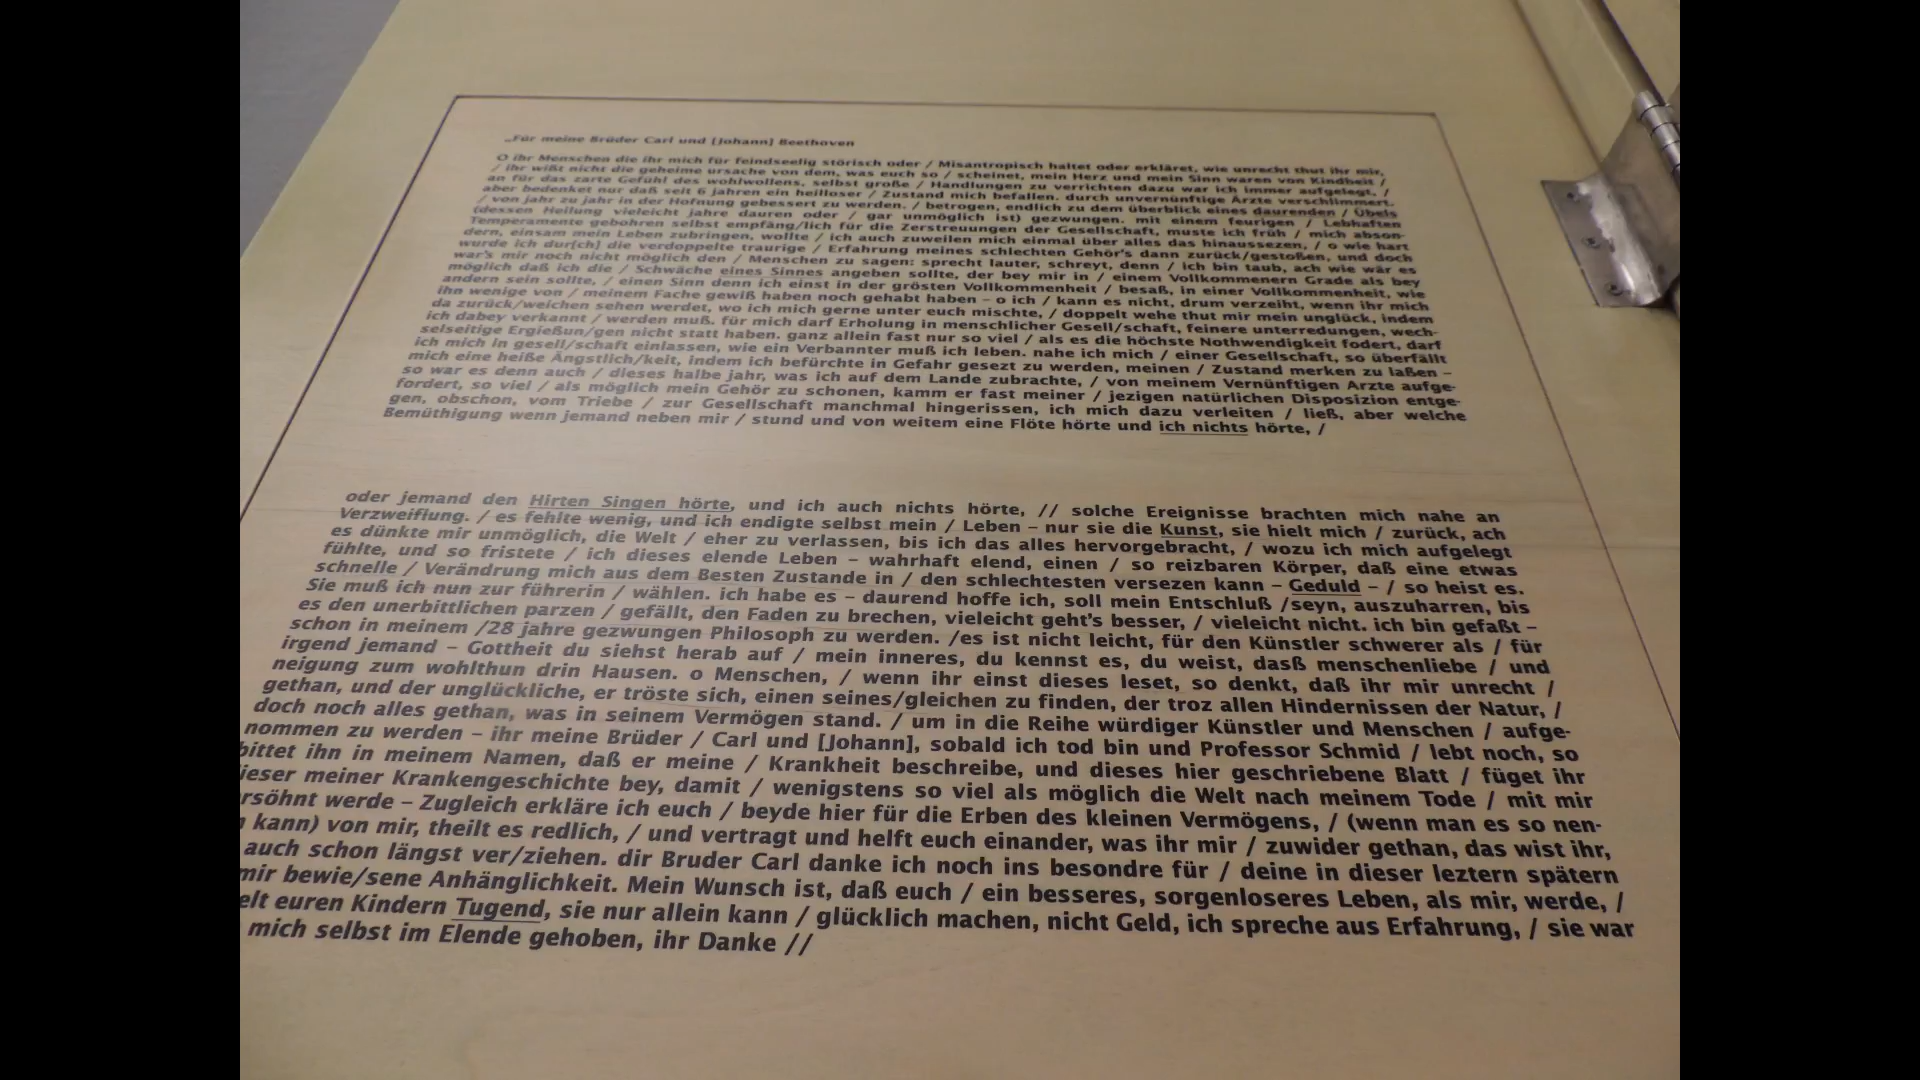 „Für meine Brüder Carl und [Johann] Beethoven
O ihr Menschen die ihr mich für feindseelig störisch oder / Misantropisch haltet oder erkläret, wie unrecht thut ihr mir,
/ ihr wißt nicht die geheime ursache von dem, was euch so / scheinet, mein Herz und mein Sinn waren von Kindheit /
an für das zarte Gefühl des wohlwollens, selbst große / Handlungen zu verrichten dazu war ich immer aufgelegt, /
aber bedenket nur daß seit 6 jahren ein heilloser / Zustand mich befallen. durch unvernünftige Ärzte verschlimmert.
/ von jahr zu jahr in der Hofnung gebessert zu werden. / betrogen, endlich zu dem überblick eines daurenden / Übels
(dessen Heilung vieleicht jahre dauren oder / gar unmöglich ist) gezwungen. mit einem feurigen / Lebhaften
Temperamente gebohren selbst empfäng/lich für die Zerstreuungen der Gesellschaft, muste ich früh / mich abson-
dern, einsam mein Leben zubringen, wollte / ich auch zuweilen mich einmal über alles das hinaussezen, / o wie hart
wurde ich dur[ch] die verdoppelte traurige / Erfahrung meines schlechten Gehör's dann zurück/gestoßen, und doch
war's mir noch nicht möglich den / Menschen zu sagen: sprecht lauter, schreyt, denn / ich bin taub, ach wie wär es
möglich daß ich die / Schwäche eines Sinnes angeben sollte, der bey mir in / einem Vollkommenern Grade als bey
andern sein sollte, / einen Sinn denn ich einst in der grösten Vollkommenheit / besaß, in einer Vollkommenheit, wie
ihn wenige von / meinem Fache gewiß haben noch gehabt haben – o ich / kann es nicht, drum verzeiht, wenn ihr mich
da zurück/weichen sehen werdet, wo ich mich gerne unter euch mischte, / doppelt wehe thut mir mein unglück, indem
ich dabey verkannt / werden muß. für mich darf Erholung in menschlicher Gesell/schaft, feinere unterredungen, wech-
selseitige Ergießun/gen nicht statt haben. ganz allein fast nur so viel / als es die höchste Nothwendigkeit fodert, darf
ich mich in gesell/schaft einlassen, wie ein Verbannter muß ich leben. nahe ich mich / einer Gesellschaft, so überfällt
mich eine heiße Ängstlich/keit, indem ich befürchte in Gefahr gesezt zu werden, meinen / Zustand merken zu laßen –
so war es denn auch / dieses halbe jahr, was ich auf dem Lande zubrachte, / von meinem Vernünftigen Arzte aufge-
fordert, so viel / als möglich mein Gehör zu schonen, kamm er fast meiner / jezigen natürlichen Disposition entge-
gen, obschon, vom Triebe / zur Gesellschaft manchmal hingerissen, ich mich dazu verleiten / ließ, aber welche
Bemüthigung wenn jemand neben mir / stund und von weitem eine Flöte hörte und ich nichts hörte, /
oder jemand den Hirten Singen hörte, und ich auch nichts hörte, // solche Ereignisse brachten mich nahe an
Verzweiflung. / es fehlte wenig, und ich endigte selbst mein / Leben – nur sie die Kunst, sie hielt mich / zurück, ach
es dünkte mir unmöglich, die Welt / eher zu verlassen, bis ich das alles hervorgebracht, / wozu ich mich aufgelegt
fühlte, und so fristete / ich dieses elende Leben – wahrhaft elend, einen / so reizbaren Körper, daß eine etwas
schnelle / Verändrung mich aus dem Besten Zustande in / den schlechtesten versezen kann – Geduld – / so heist es.
Sie muß ich nun zur führerin / wählen. ich habe es – daurend hoffe ich, soll mein Entschluß /seyn, auszuharren, bis
es den unerbittlichen parzen / gefällt, den Faden zu brechen, vieleicht geht's besser, / vieleicht nicht. ich bin gefaßt –
schon in meinem /28 jahre gezwungen Philosoph zu werden. /es ist nicht leicht, für den Künstler schwerer als / für
irgend jemand – Gottheit du siehst herab auf / mein inneres, du kennst es, du weist, dasß menschenliebe / und
neigung zum wohlthun drin Hausen. o Menschen, / wenn ihr einst dieses leset, so denkt, daß ihr mir unrecht /
gethan, und der unglückliche, er tröste sich, einen seines/gleichen zu finden, der troz allen Hindernissen der Natur, /
doch noch alles gethan, was in seinem Vermögen stand. / um in die Reihe würdiger Künstler und Menschen / aufge-
nommen zu werden – ihr meine Brüder / Carl und [Johann], sobald ich tod bin und Professor Schmid / lebt noch, so
bittet ihn in meinem Namen, daß er meine / Krankheit beschreibe, und dieses hier geschriebene Blatt / füget ihr
ieser meiner Krankengeschichte bey, damit / wenigstens so viel als möglich die Welt nach meinem Tode / mit mir
rsöhnt werde – Zugleich erkläre ich euch / beyde hier für die Erben des kleinen Vermögens, / (wenn man es so nen-
n kann) von mir, theilt es redlich, / und vertragt und helft euch einander, was ihr mir / zuwider gethan, das wist ihr,
auch schon längst ver/ziehen. dir Bruder Carl danke ich noch ins besondre für / deine in dieser leztern spätern
mir bewie/sene Anhänglichkeit. Mein Wunsch ist, daß euch / ein besseres, sorgenloseres Leben, als mir, werde, /
elt euren Kindern Tugend, sie nur allein kann / glücklich machen, nicht Geld, ich spreche aus Erfahrung, / sie war
mich selbst im Elende gehoben, ihr Danke //